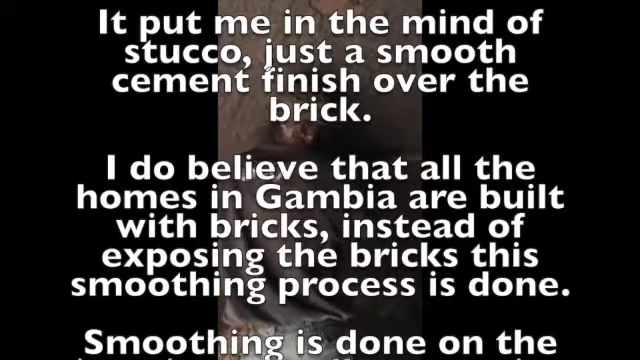 It put me in the mind of
stucco, just a smooth
cement finish over the
brick.
I do believe that all the
homes in Gambia are built
with bricks, instead of
exposing the bricks this
smoothing process is done.
Smoothing is done on the